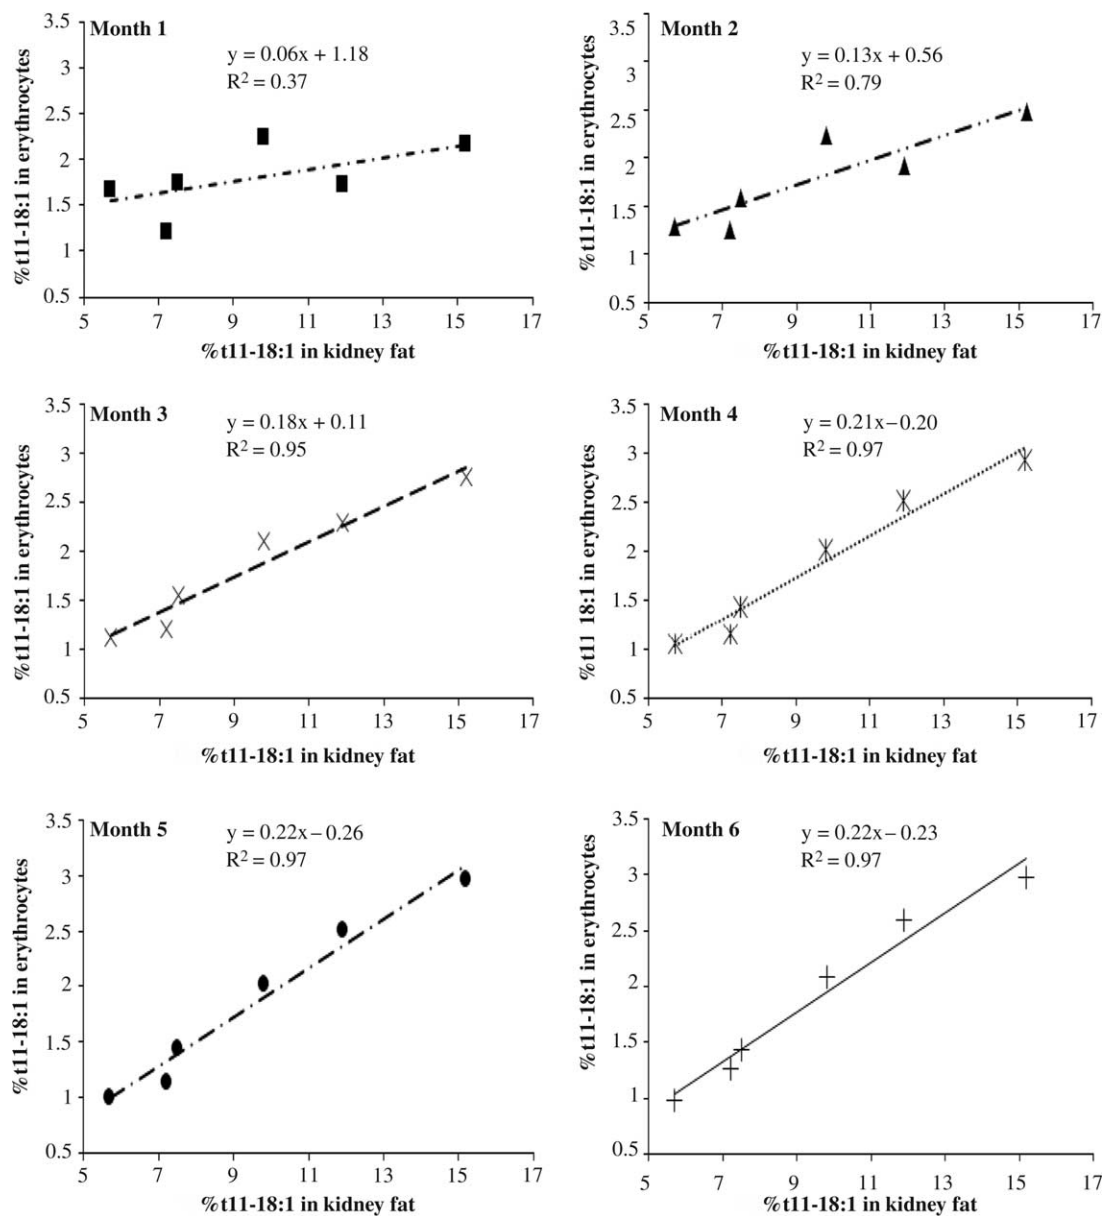 Month 1
y = 0.06x + 1.18
R² = 0.37
3.5
3
2.5
2
1.5
1
0.5
5 7 9 11 13 15 17
%t11-18:1 in erythrocytes
%t11-18:1 in kidney fat
Month 2
y = 0.13x + 0.56
R² = 0.79
3.5
3
2.5
2
1.5
1
0.5
5 7 9 11 13 15 17
%t11-18:1 in erythrocytes
%t11-18:1 in kidney fat
Month 3
y = 0.18x + 0.11
R² = 0.95
3.5
3
2.5
2
1.5
1
0.5
5 7 9 11 13 15 17
%t11-18:1 in erythrocytes
%t11-18:1 in kidney fat
Month 4
y = 0.21x – 0.20
R² = 0.97
3.5
3
2.5
2
1.5
1
0.5
5 7 9 11 13 15 17
%t11 18:1 in erythrocytes
%t11-18:1 in kidney fat
Month 5
y = 0.22x – 0.26
R² = 0.97
3.5
3
2.5
2
1.5
1
0.5
5 7 9 11 13 15 17
%t11-18:1 in erythrocytes
%t11-18:1 in kidney fat
Month 6
y = 0.22x – 0.23
R² = 0.97
3.5
3
2.5
2
1.5
1
0.5
5 7 9 11 13 15 17
%t11-18:1 in erythrocytes
%t11-18:1 in kidney fat